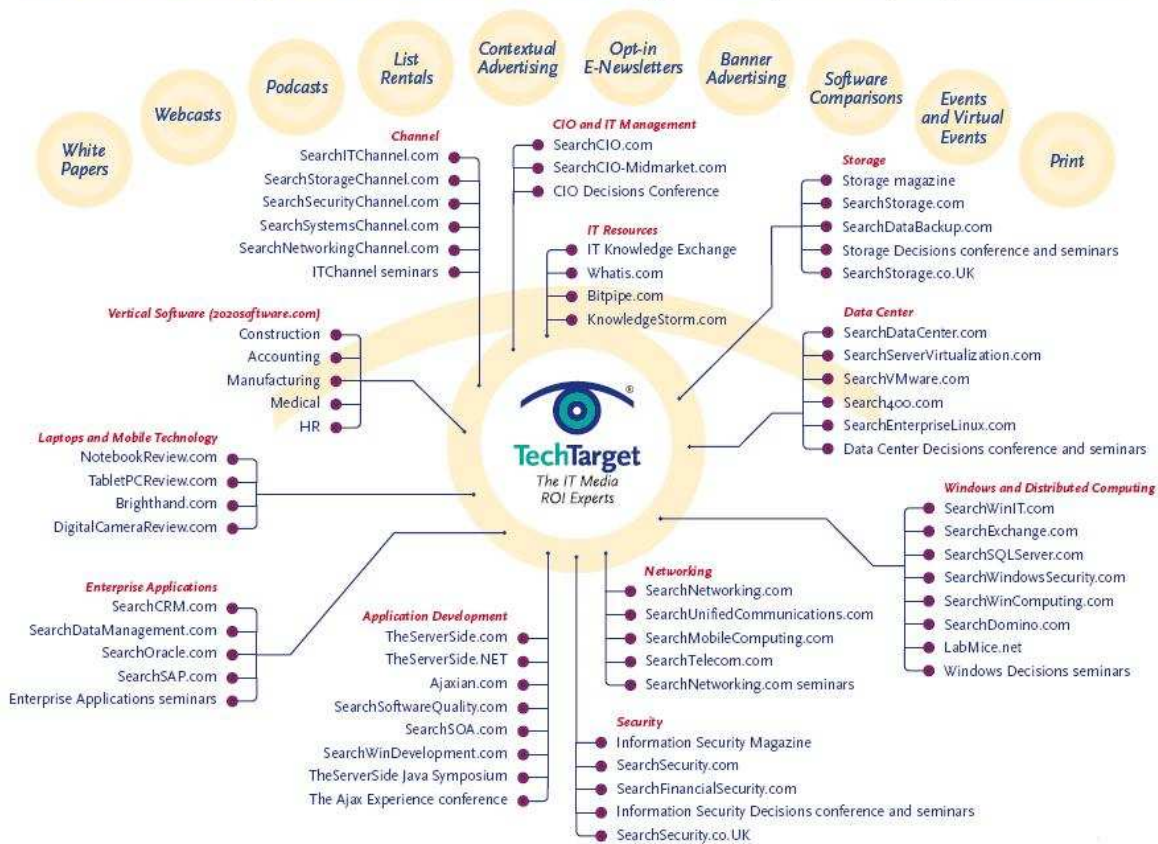 White
Papers
Webcasts
Podcasts
List
Rentals
Contextual
Advertising
Opt-in
E-Newsletters
Banner
Advertising
Software
Comparisons
Events
and Virtual
Events
Print
Channel
SearchITChannel.com
SearchStorageChannel.com
SearchSecurityChannel.com
SearchSystemsChannel.com
SearchNetworkingChannel.com
ITChannel seminars
CIO and IT Management
SearchCIO.com
SearchCIO-Midmarket.com
CIO Decisions Conference
IT Resources
IT Knowledge Exchange
Whatis.com
Bitpipe.com
KnowledgeStorm.com
Storage
Storage magazine
SearchStorage.com
SearchDataBackup.com
Storage Decisions conference and seminars
SearchStorage.co.UK
Vertical Software (2020software.com)
Construction
Accounting
Manufacturing
Medical
HR
Data Center
SearchDataCenter.com
SearchServerVirtualization.com
SearchVMware.com
Search400.com
SearchEnterpriseLinux.com
Data Center Decisions conference and seminars
Laptops and Mobile Technology
NotebookReview.com
TabletPCReview.com
Brighthand.com
DigitalCameraReview.com
®
TechTarget
The IT Media
ROI Experts
Windows and Distributed Computing
SearchWinIT.com
SearchExchange.com
SearchSQLServer.com
SearchWindowsSecurity.com
SearchWinComputing.com
SearchDomino.com
LabMice.net
Windows Decisions seminars
Enterprise Applications
SearchCRM.com
SearchDataManagement.com
SearchOracle.com
SearchSAP.com
Enterprise Applications seminars
Application Development
TheServerSide.com
TheServerSide.NET
Ajaxian.com
SearchSoftwareQuality.com
SearchSOA.com
SearchWinDevelopment.com
TheServerSide Java Symposium
The Ajax Experience conference
Networking
SearchNetworking.com
SearchUnifiedCommunications.com
SearchMobileComputing.com
SearchTelecom.com
SearchNetworking.com seminars
Security
Information Security Magazine
SearchSecurity.com
SearchFinancialSecurity.com
Information Security Decisions conference and seminars
SearchSecurity.co.UK